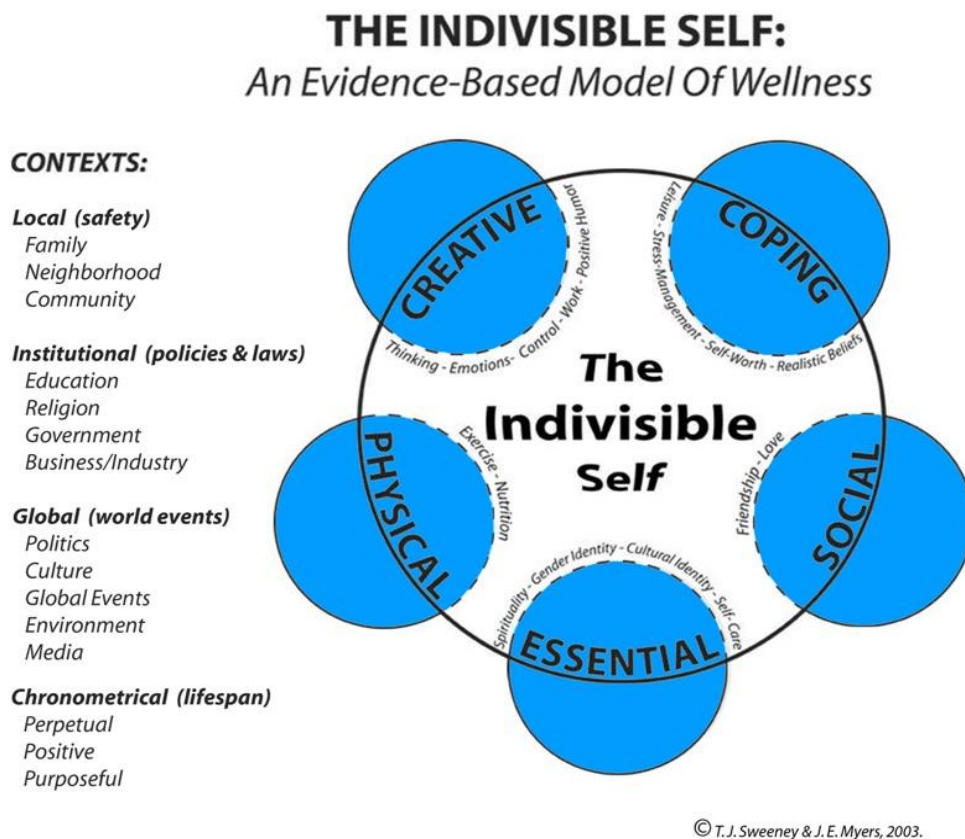 THE INDIVISIBLE SELF:
An Evidence-Based Model Of Wellness
CONTEXTS:
Local (safety)
Family
Neighborhood
Community
Institutional (policies & laws)
Education
Religion
Government
Business/Industry
Global (world events)
Politics
Culture
Global Events
Environment
Media
Chronometrical (lifespan)
Perpetual
Positive
Purposeful
CREATIVE
Thinking - Emotions- Control - Work - Positive Humor
COPING
Leisure - Stress-Management - Self-Worth - Realistic Beliefs
The
Indivisible
Self
PHYSICAL
Exercise - Nutrition
SOCIAL
Friendship - Love
Spirituality - Gender Identity - Cultural Identity - Self-Care
ESSENTIAL
© T. J. Sweeney & J. E. Myers, 2003.